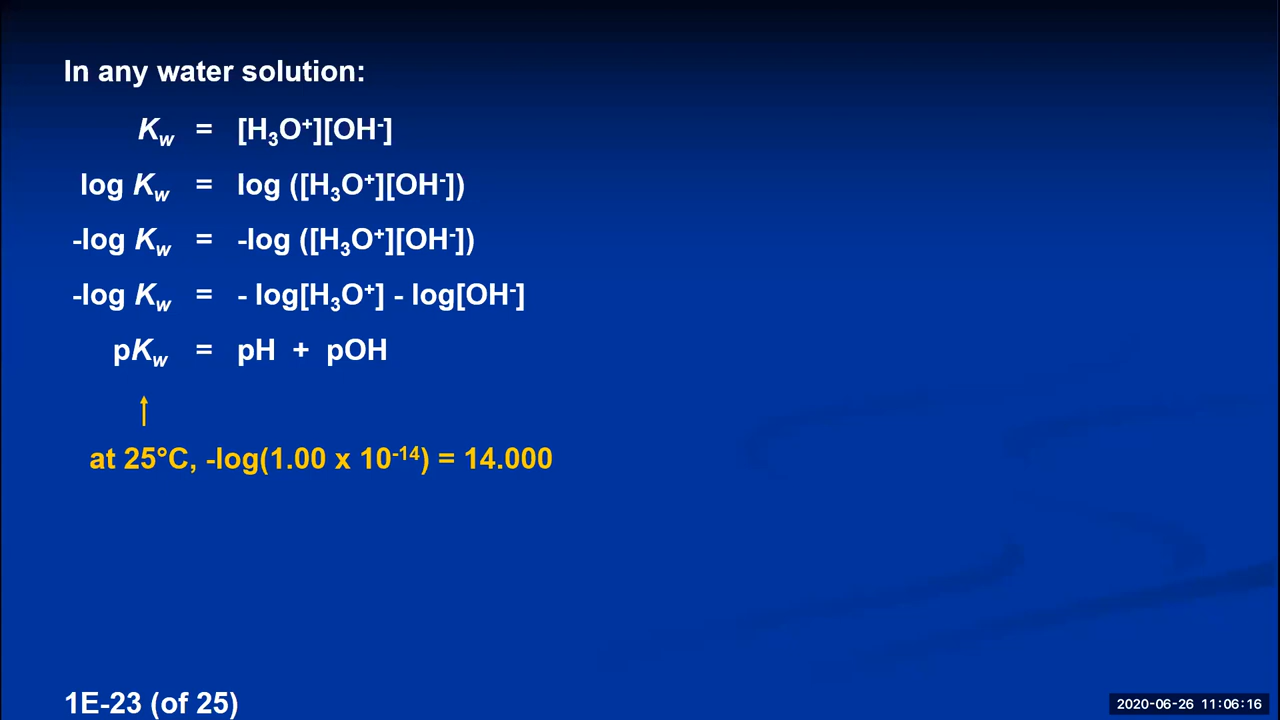 In any water solution:
Kw = [H₃O⁺][OH⁻]
log Kw = log ([H₃O⁺][OH⁻])
-log Kw = -log ([H₃O⁺][OH⁻])
-log Kw = - log[H₃O⁺] - log[OH⁻]
pKw = pH + pOH
↑
at 25°C, -log(1.00 x 10⁻¹⁴) = 14.000
1E-23 (of 25)
2020-06-26 11:06:16